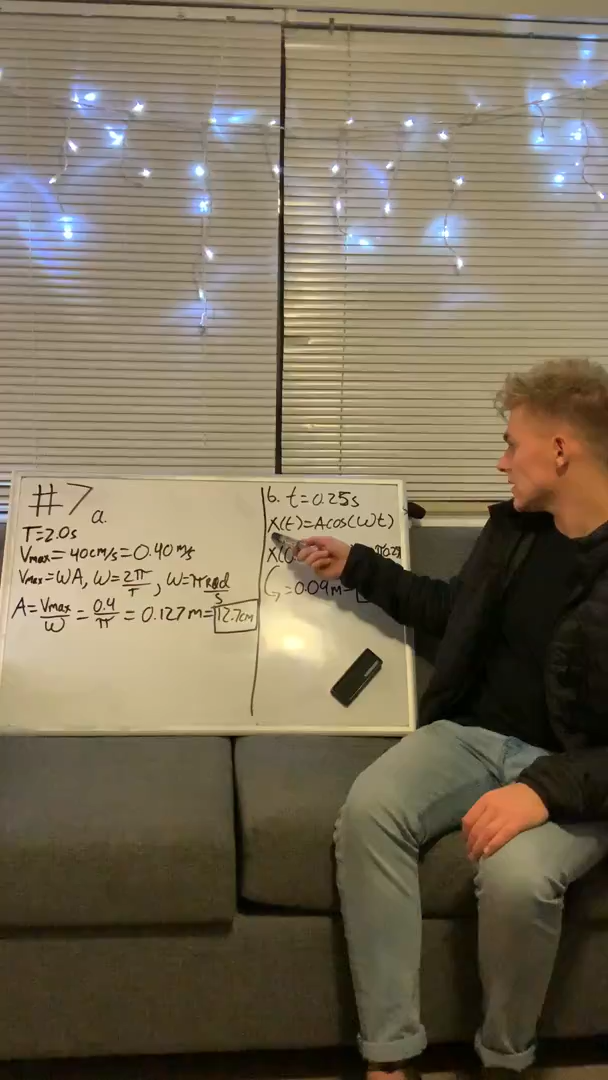 #7
a.
T=2.0s
Vmax=40cm/s=0.40m/s
Vmax=ωA, ω=2π/T, ω=π rad/s
A=Vmax/ω=0.4/π=0.127m=12.7cm
b. t=0.25s
x(t)=Acos(ωt)
x(0
=0.09m=